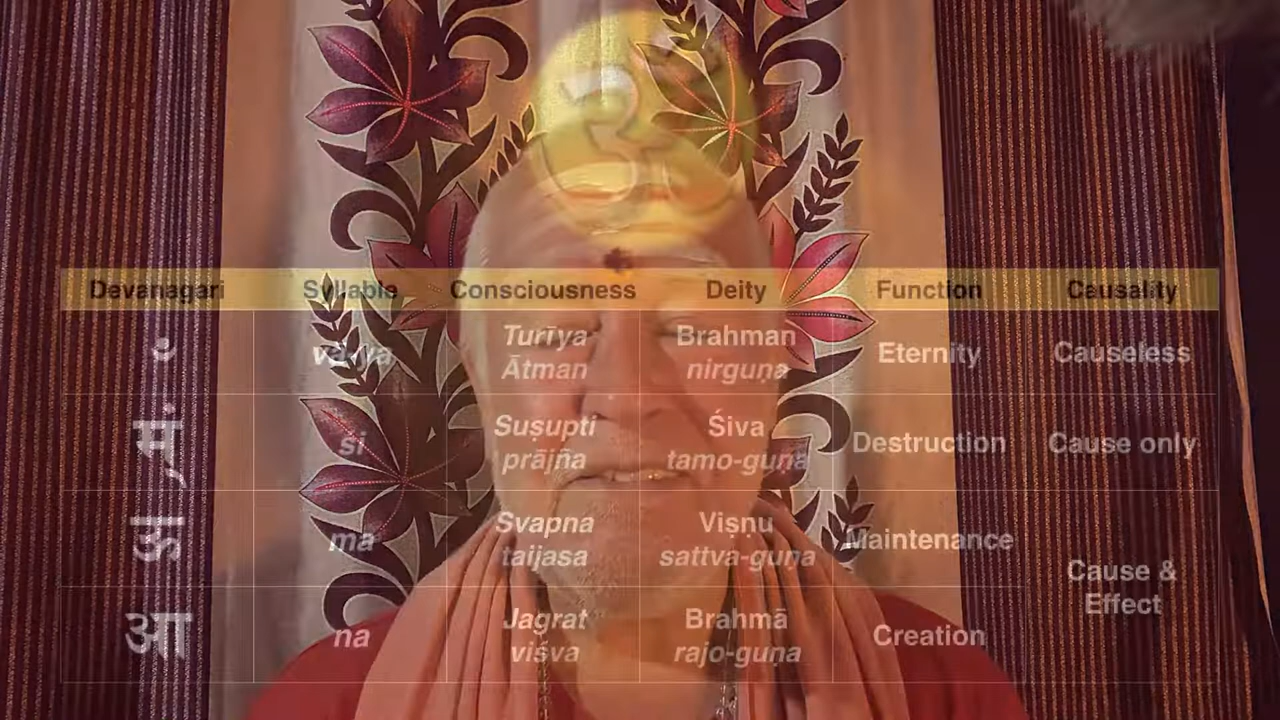 उ
Devanagari Syllable Consciousness Deity Function Causality
Turīya Brahman
va-ya Eternity Causeless
Ātman nirguṇa
Suṣupti Śiva
si Destruction Cause only
prājña tamo-guṇa
Svapna Viṣṇu
ma Maintenance
taijasa sattva-guṇa
Cause &
Effect
Jagrat Brahmā
आ na Creation
viśva rajo-guṇa